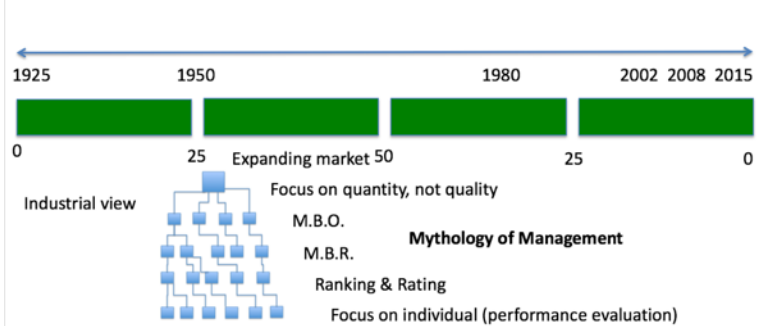 1925 1950 1980 2002 2008 2015
0 25 Expanding market 50 25 0
Focus on quantity, not quality
Industrial view
M.B.O.
Mythology of Management
M.B.R.
Ranking & Rating
Focus on individual (performance evaluation)